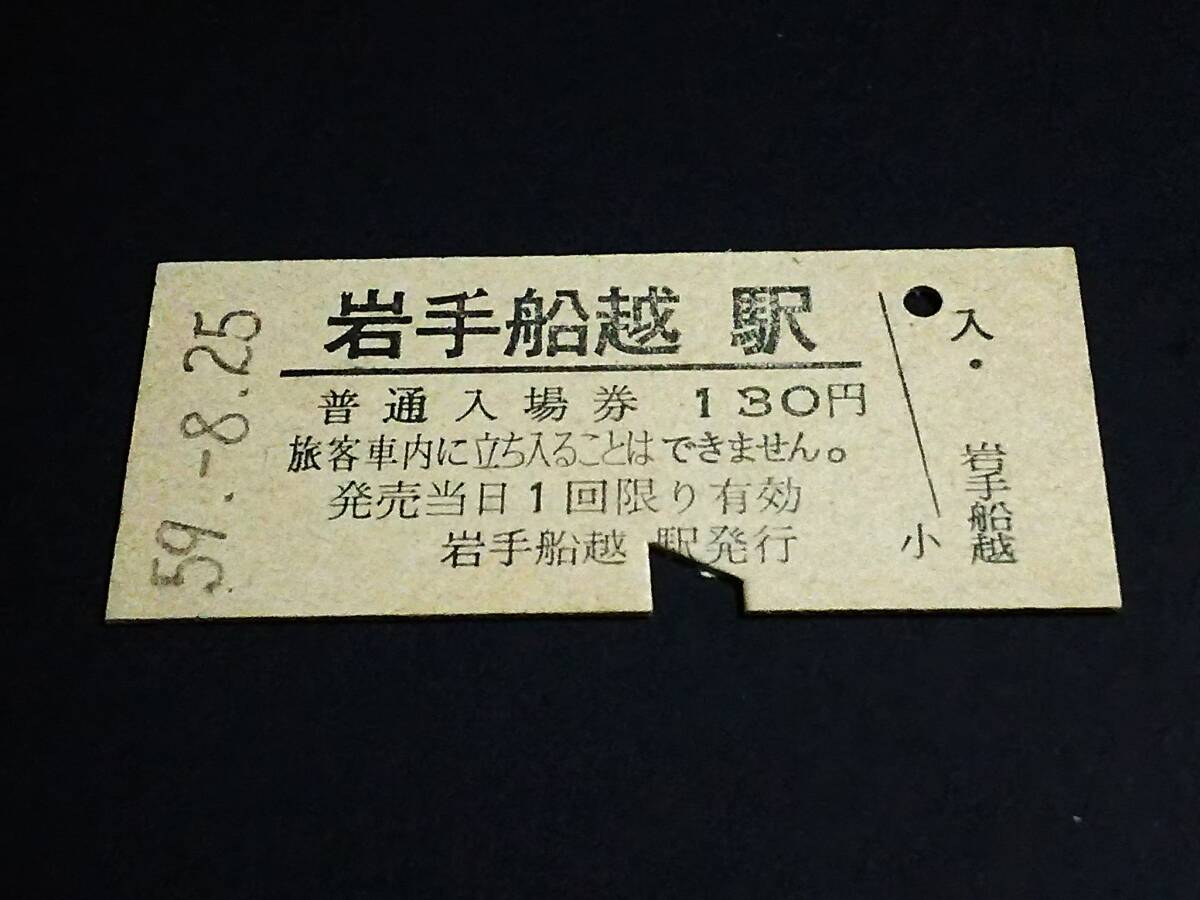 59.-8.25
岩手船越 駅
普通入場券 130円
旅客車内に立ち入ることはできません。
発売当日1回限り有効
岩手船越 駅発行
入・岩手船越
小